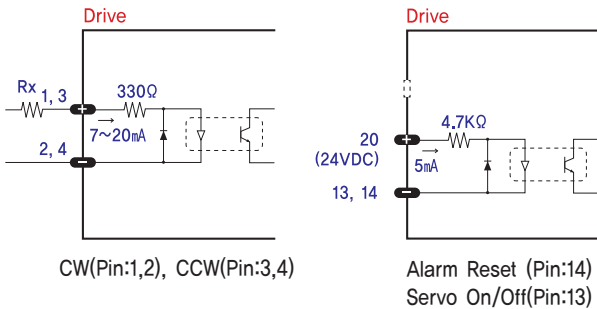 Drive
Rx
1, 3
330Ω
+
7~20mA
2, 4
−
CW(Pin:1,2), CCW(Pin:3,4)
Drive
4.7KΩ
20
+
(24VDC)
5mA
13, 14
−
Alarm Reset (Pin:14)
Servo On/Off(Pin:13)